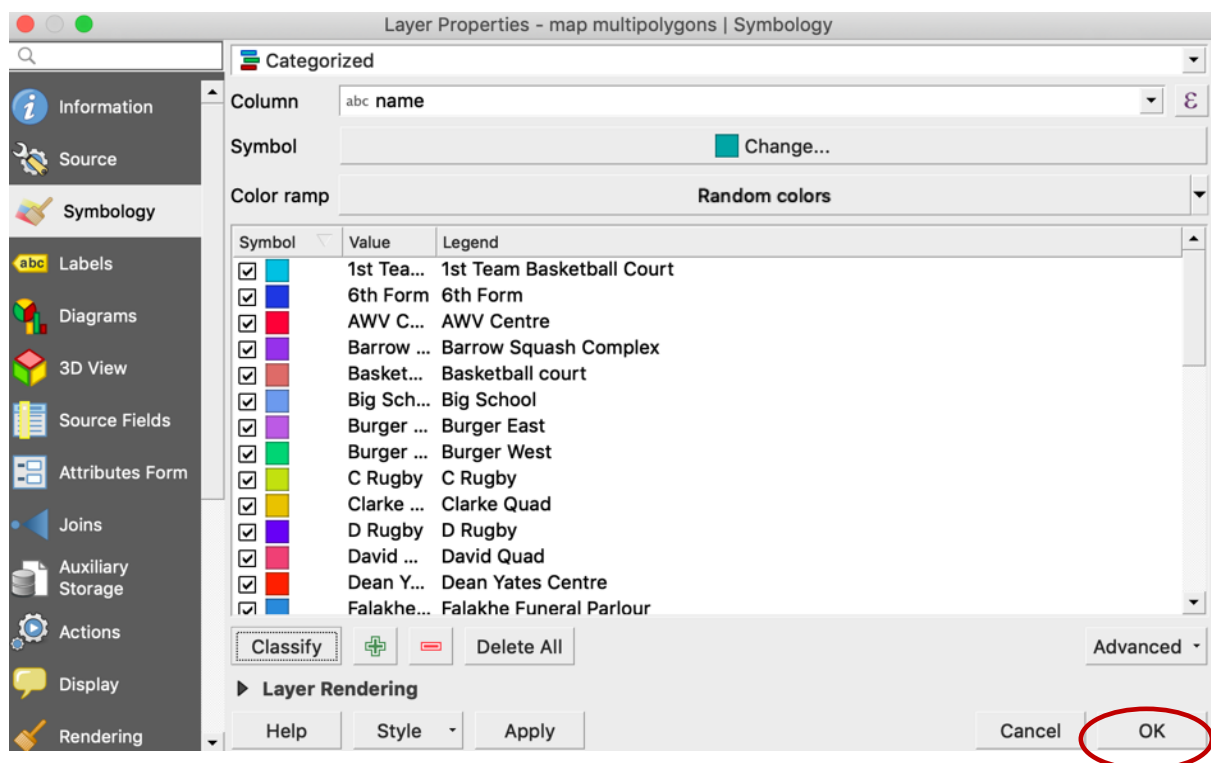 Layer Properties - map multipolygons | Symbology
Categorized
Information
Source
Symbology
abc Labels
Diagrams
3D View
Source Fields
Attributes Form
Joins
Auxiliary
Storage
Actions
Display
Rendering
Column abc name ε
Symbol Change...
Color ramp Random colors
Symbol Value Legend
1st Tea... 1st Team Basketball Court
6th Form 6th Form
AWV C... AWV Centre
Barrow ... Barrow Squash Complex
Basket... Basketball court
Big Sch... Big School
Burger ... Burger East
Burger ... Burger West
C Rugby C Rugby
Clarke ... Clarke Quad
D Rugby D Rugby
David ... David Quad
Dean Y... Dean Yates Centre
Falakhe... Falakhe Funeral Parlour
Classify Delete All Advanced
Layer Rendering
Help Style Apply Cancel OK